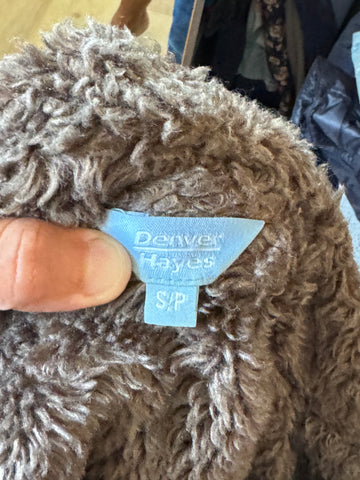 Denver
Hayes
S/P